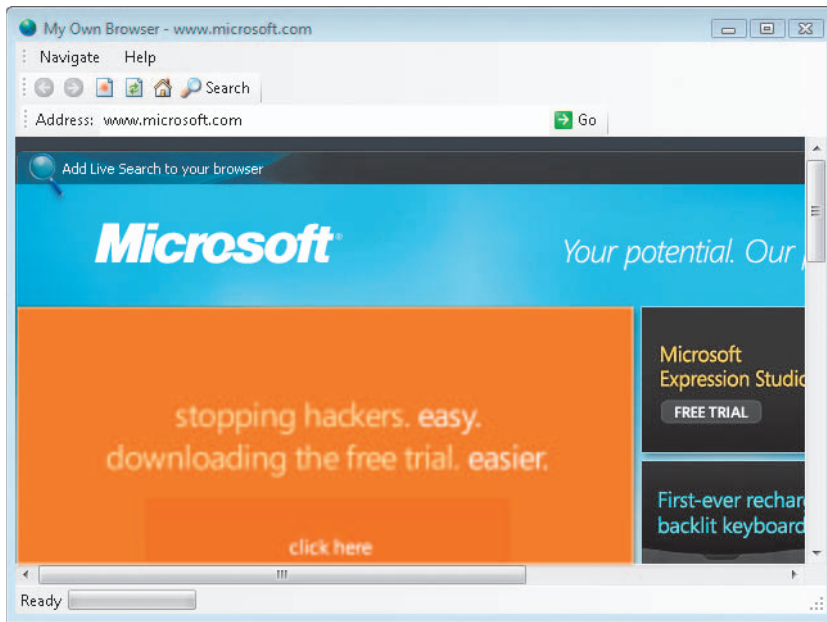 My Own Browser - www.microsoft.com
Navigate Help
Search
Address: www.microsoft.com Go
Add Live Search to your browser
Microsoft®
Your potential. Our
stopping hackers. easy.
downloading the free trial. easier.
click here
Microsoft
Expression Studio
FREE TRIAL
First-ever rechar
backlit keyboard
Ready